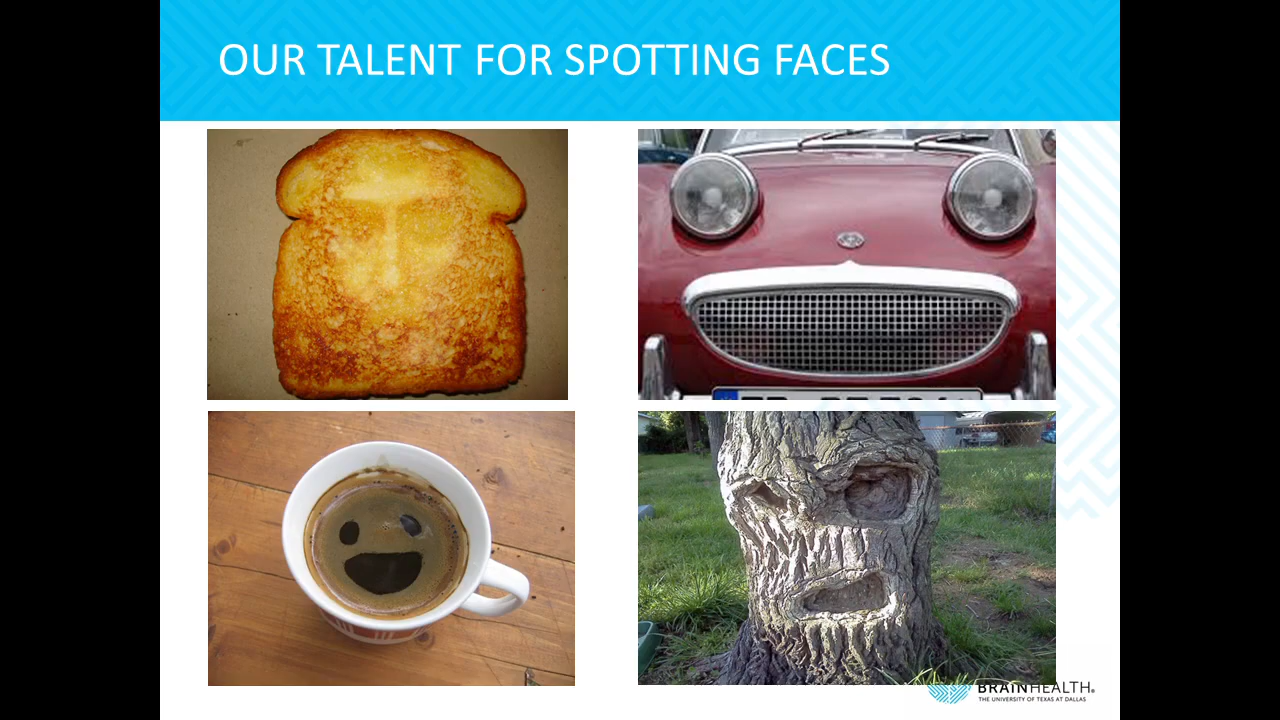 OUR TALENT FOR SPOTTING FACES
BRAINHEALTH®
THE UNIVERSITY OF TEXAS AT DALLAS